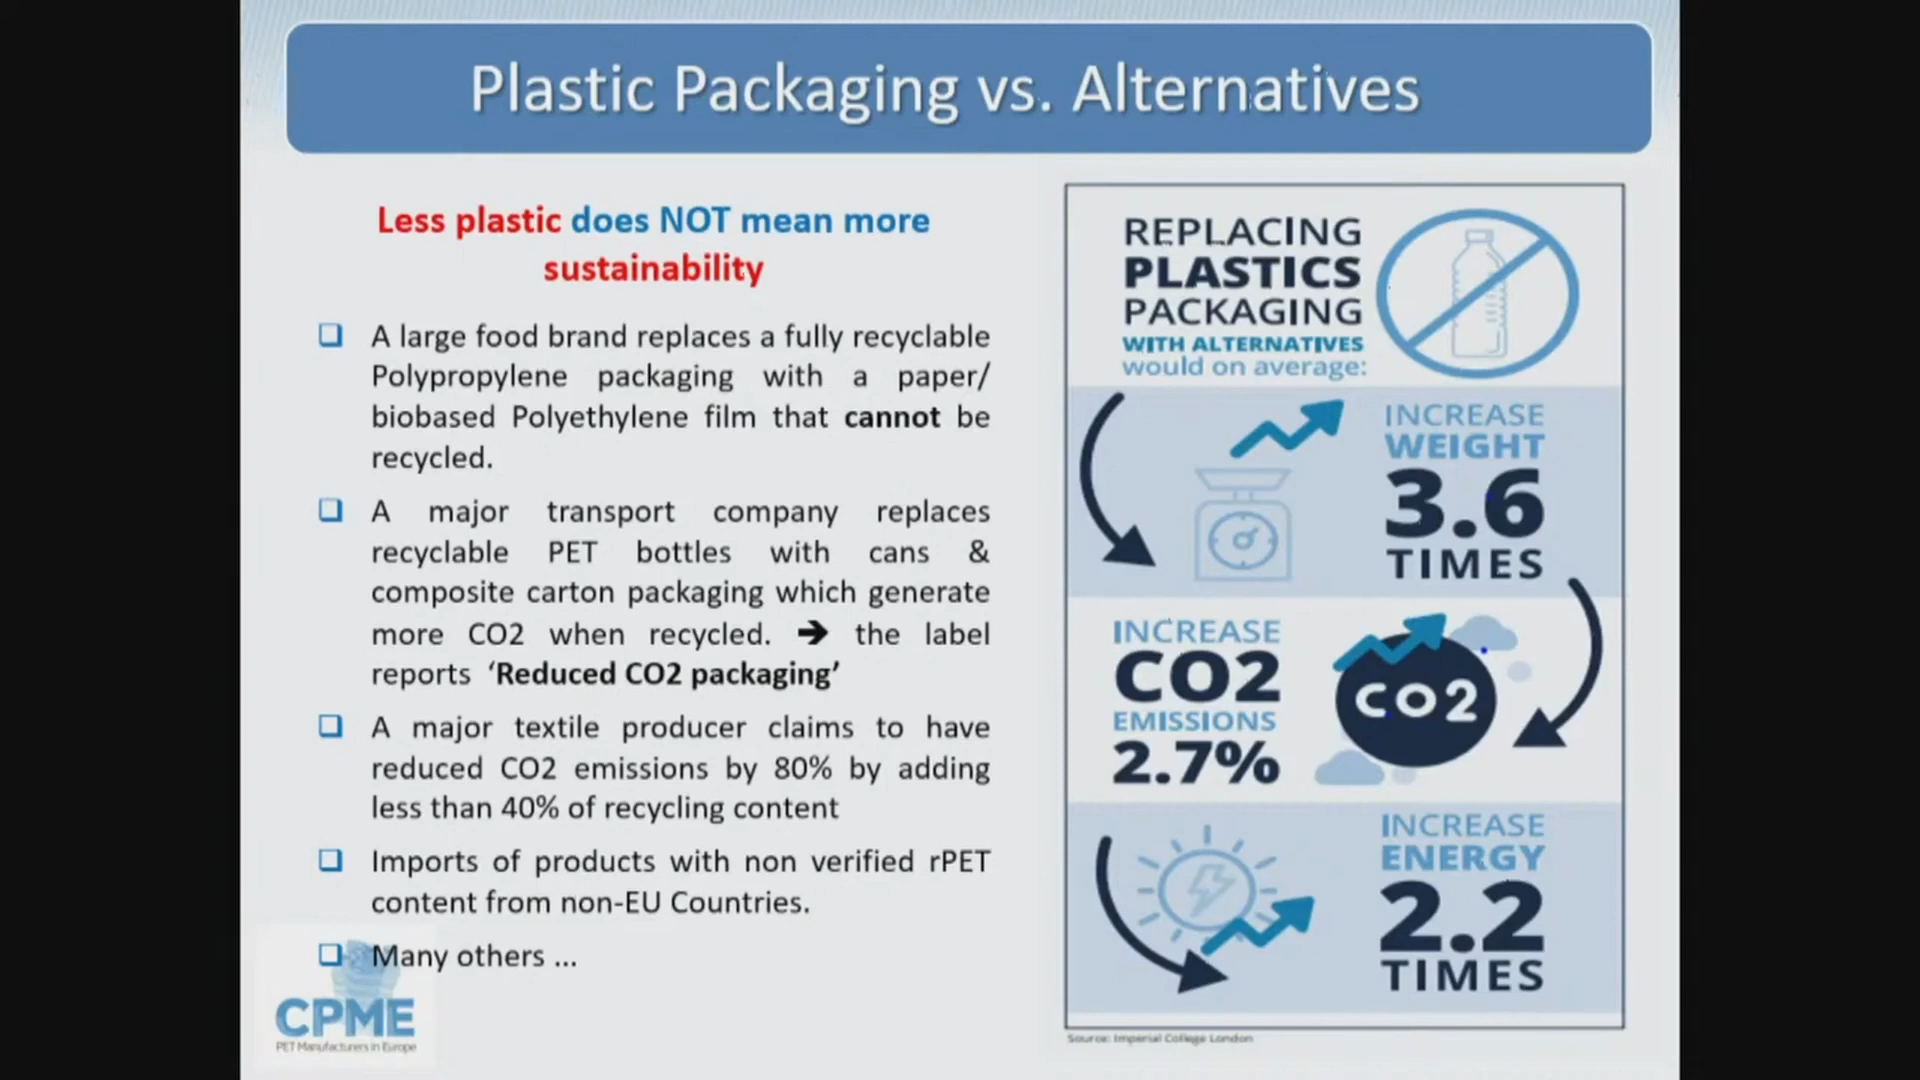 Plastic Packaging vs. Alternatives
Less plastic does NOT mean more
sustainability
A large food brand replaces a fully recyclable
Polypropylene packaging with a paper/
biobased Polyethylene film that cannot be
recycled.
A major transport company replaces
recyclable PET bottles with cans &
composite carton packaging which generate
more CO2 when recycled. ➔ the label
reports ‘Reduced CO2 packaging’
A major textile producer claims to have
reduced CO2 emissions by 80% by adding
less than 40% of recycling content
Imports of products with non verified rPET
content from non-EU Countries.
Many others ...
CPME
PET Manufacturers in Europe
REPLACING
PLASTICS
PACKAGING
WITH ALTERNATIVES
would on average:
INCREASE
WEIGHT
3.6
TIMES
INCREASE
CO2
EMISSIONS
2.7%
CO2
INCREASE
ENERGY
2.2
TIMES
Source: Imperial College London